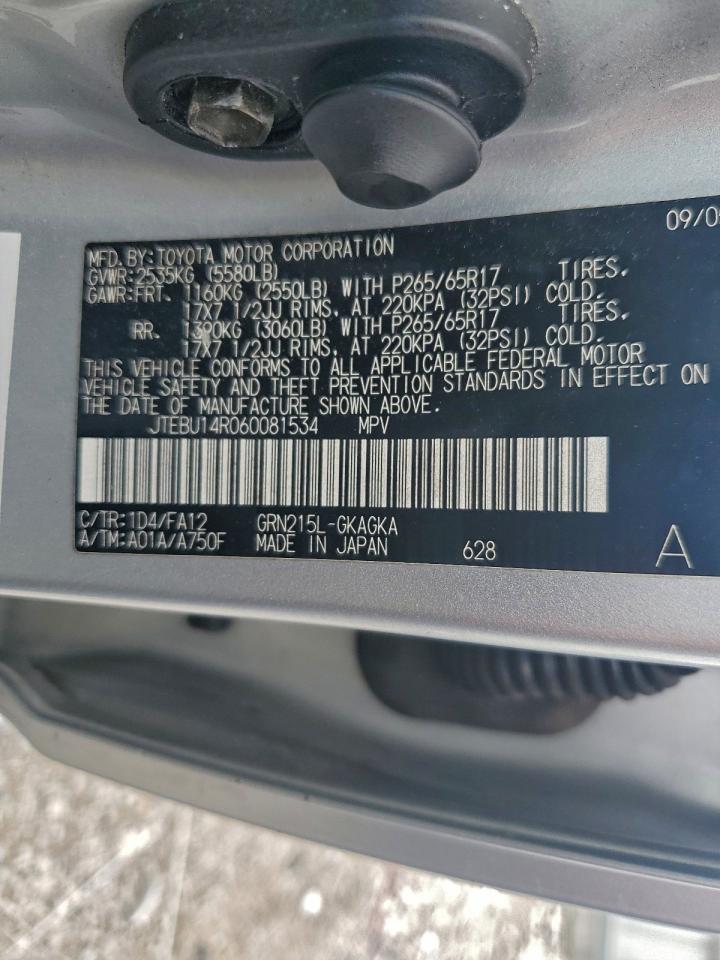 09/0
MFD. BY: TOYOTA MOTOR CORPORATION
GVWR: 2535KG (5580LB)
GAWR: FRT. 1160KG (2550LB) WITH P265/65R17 TIRES,
17X7 1/2JJ RIMS, AT 220KPA (32PSI) COLD.
RR. 1390KG (3060LB) WITH P265/65R17 TIRES,
17X7 1/2JJ RIMS, AT 220KPA (32PSI) COLD.
THIS VEHICLE CONFORMS TO ALL APPLICABLE FEDERAL MOTOR
VEHICLE SAFETY AND THEFT PREVENTION STANDARDS IN EFFECT ON
THE DATE OF MANUFACTURE SHOWN ABOVE.
JTEBU14R060081534 MPV
C/TR: 1D4/FA12 GRN215L-GKAGKA
A/TM: A01A/A750F MADE IN JAPAN 628 A